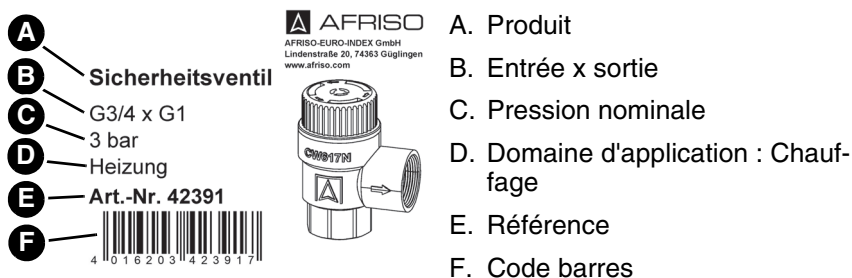 AFRISO
AFRISO-EURO-INDEX GmbH
Lindenstraße 20, 74363 Güglingen
www.afriso.com
A
Sicherheitsventil
B
G3/4 x G1
C
3 bar
D
Heizung
E
Art.-Nr. 42391
F
4 016203 423917
CW617N
A. Produit
B. Entrée x sortie
C. Pression nominale
D. Domaine d'application : Chauf-
fage
E. Référence
F. Code barres